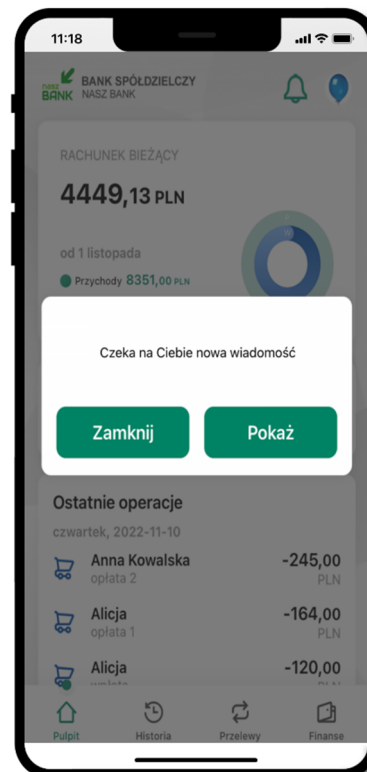 11:18
nasz BANK
BANK SPÓŁDZIELCZY
NASZ BANK
RACHUNEK BIEŻĄCY
4449,13 PLN
od 1 listopada
Przychody 8351,00 PLN
Czeka na Ciebie nowa wiadomość
Zamknij
Pokaż
Ostatnie operacje
czwartek, 2022-11-10
Anna Kowalska -245,00
opłata 2 PLN
Alicja -164,00
opłata 1 PLN
Alicja -120,00
Pulpit
Historia
Przelewy
Finanse